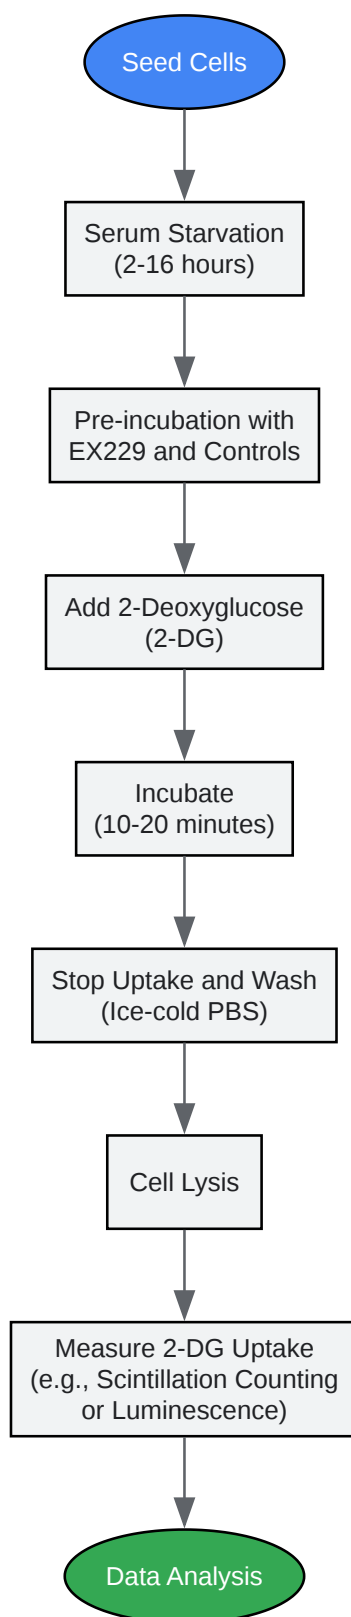 Seed Cells
Serum Starvation
(2-16 hours)
Pre-incubation with
EX229 and Controls
Add 2-Deoxyglucose
(2-DG)
Incubate
(10-20 minutes)
Stop Uptake and Wash
(Ice-cold PBS)
Cell Lysis
Measure 2-DG Uptake
(e.g., Scintillation Counting
or Luminescence)
Data Analysis